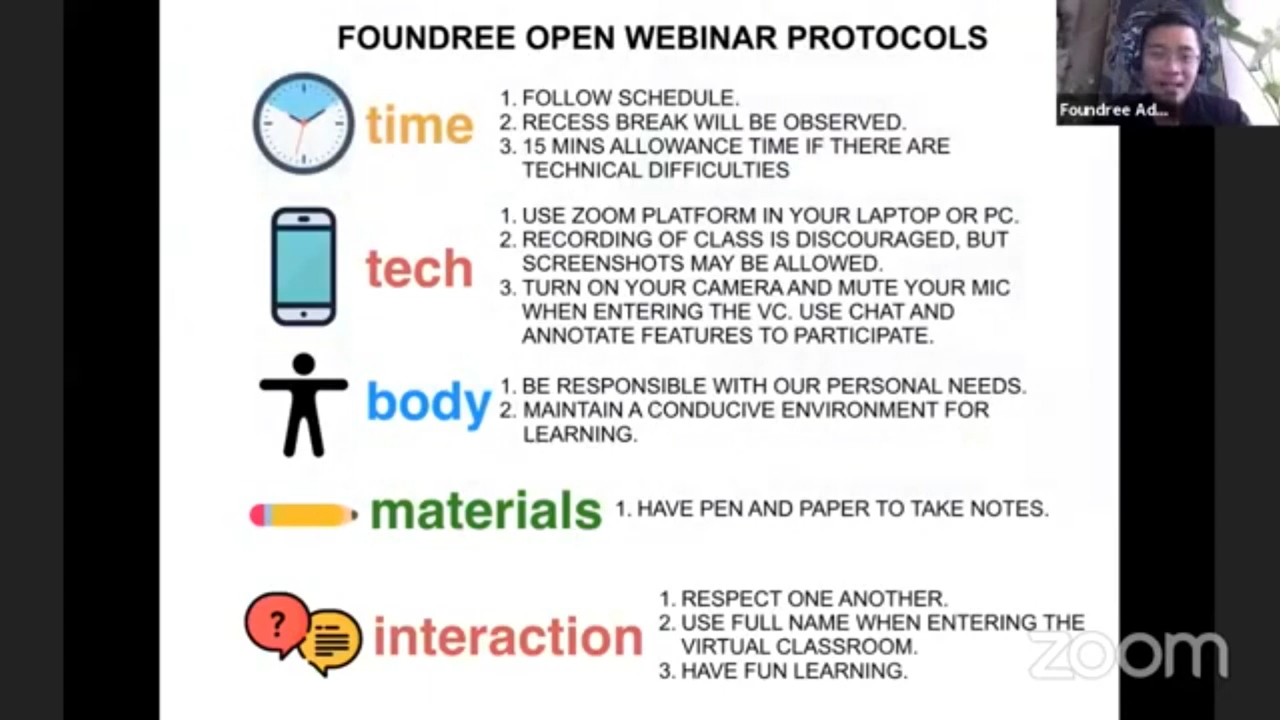 FOUNDREE OPEN WEBINAR PROTOCOLS
Foundree Ad...
time
1. FOLLOW SCHEDULE.
2. RECESS BREAK WILL BE OBSERVED.
3. 15 MINS ALLOWANCE TIME IF THERE ARE
TECHNICAL DIFFICULTIES
tech
1. USE ZOOM PLATFORM IN YOUR LAPTOP OR PC.
2. RECORDING OF CLASS IS DISCOURAGED, BUT
SCREENSHOTS MAY BE ALLOWED.
3. TURN ON YOUR CAMERA AND MUTE YOUR MIC
WHEN ENTERING THE VC. USE CHAT AND
ANNOTATE FEATURES TO PARTICIPATE.
body
1. BE RESPONSIBLE WITH OUR PERSONAL NEEDS.
2. MAINTAIN A CONDUCIVE ENVIRONMENT FOR
LEARNING.
materials
1. HAVE PEN AND PAPER TO TAKE NOTES.
?
interaction
1. RESPECT ONE ANOTHER.
2. USE FULL NAME WHEN ENTERING THE
VIRTUAL CLASSROOM.
3. HAVE FUN LEARNING.
zoom